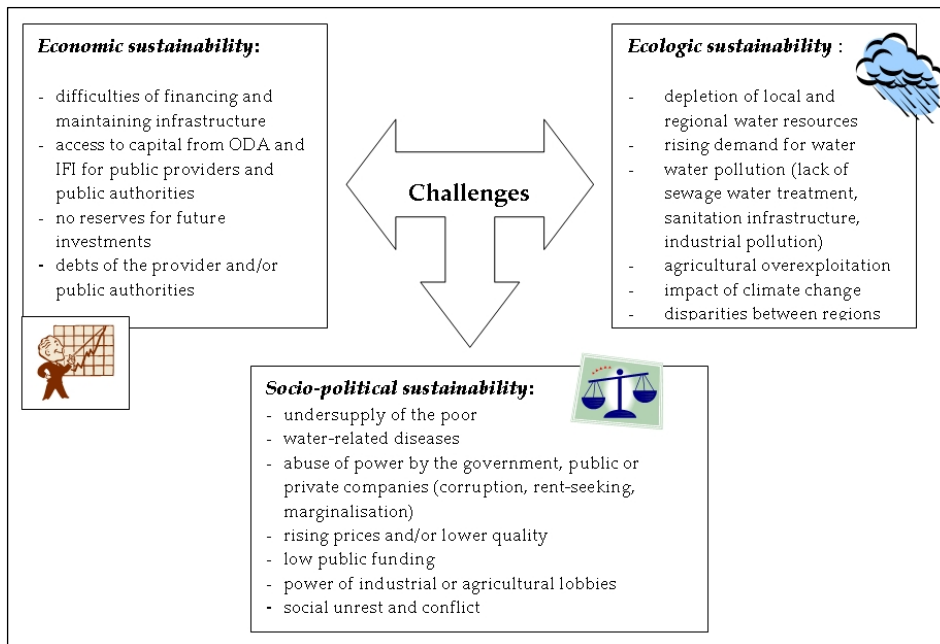 Economic sustainability:
- difficulties of financing and
maintaining infrastructure
- access to capital from ODA and
IFI for public providers and
public authorities
- no reserves for future
investments
- debts of the provider and/or
public authorities
Challenges
Ecologic sustainability :
- depletion of local and
regional water resources
- rising demand for water
- water pollution (lack of
sewage water treatment,
sanitation infrastructure,
industrial pollution)
- agricultural overexploitation
- impact of climate change
- disparities between regions
Socio-political sustainability:
- undersupply of the poor
- water-related diseases
- abuse of power by the government, public or
private companies (corruption, rent-seeking,
marginalisation)
- rising prices and/or lower quality
- low public funding
- power of industrial or agricultural lobbies
- social unrest and conflict